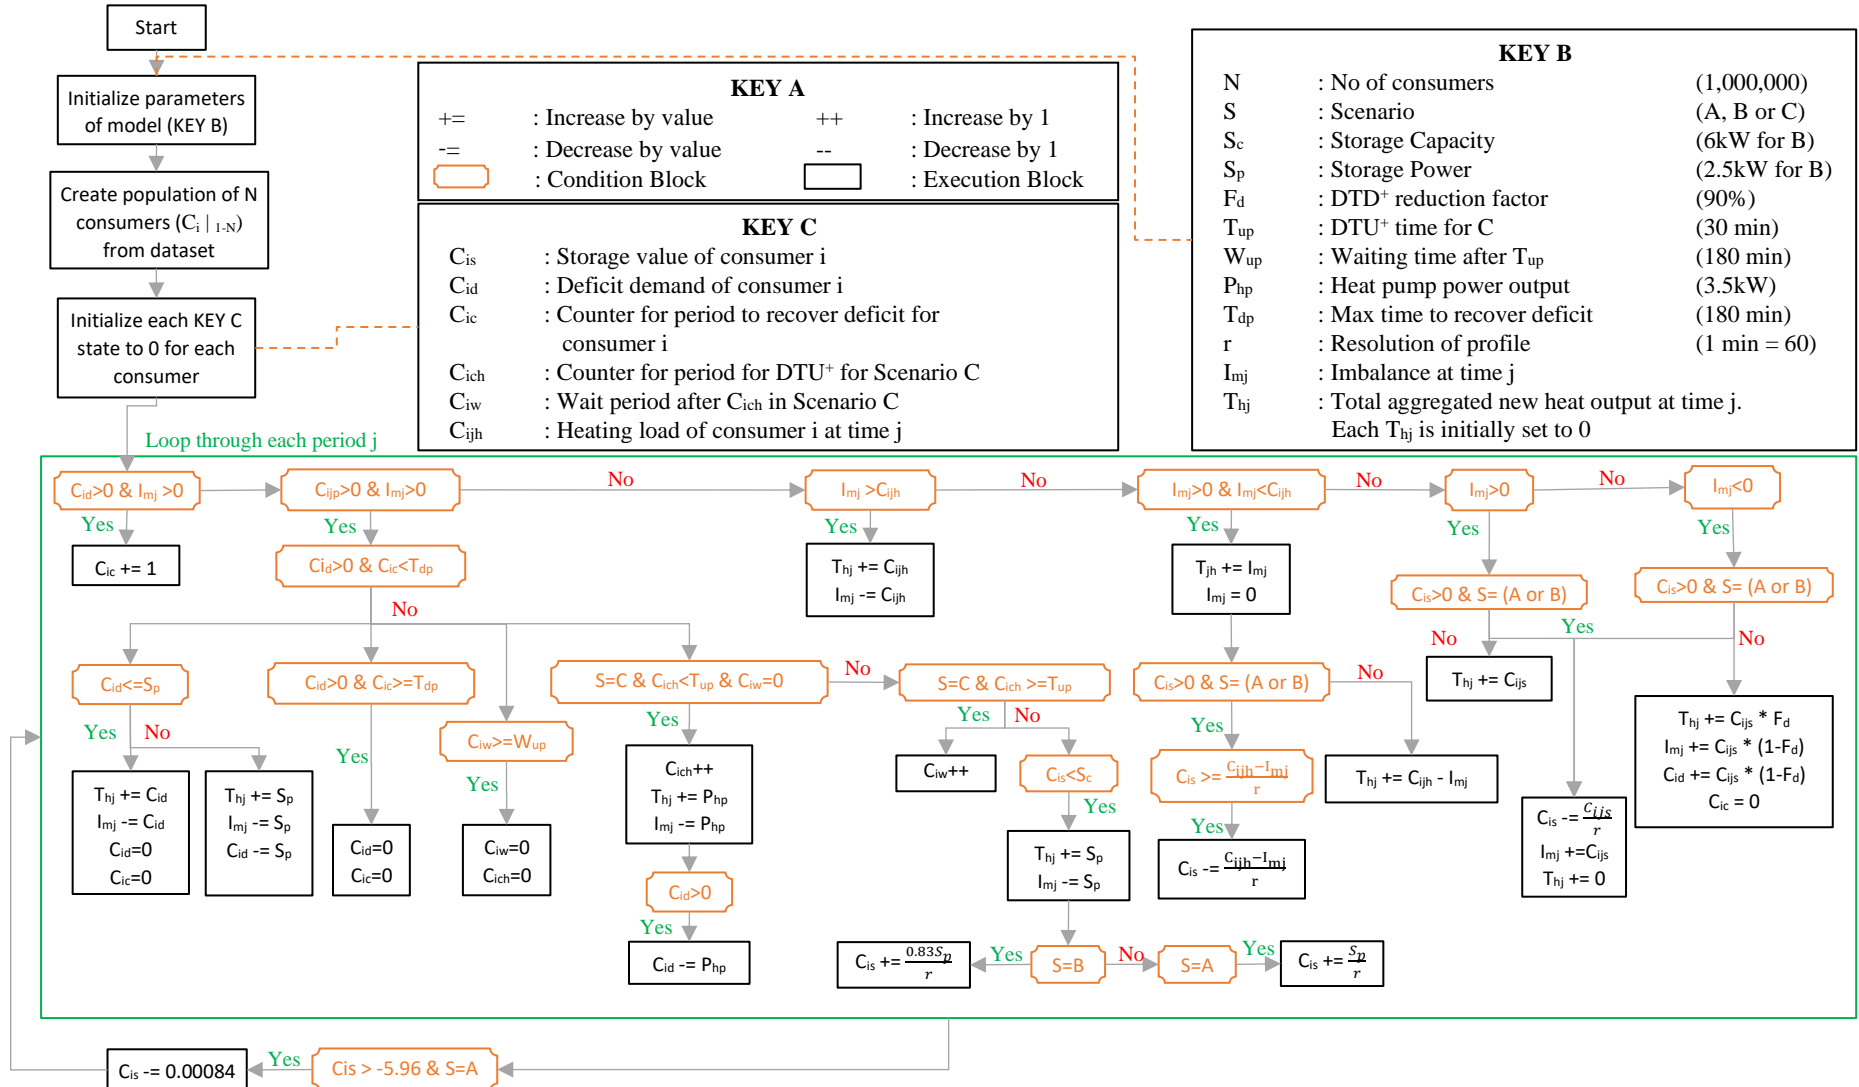 Start
Initialize parameters
of model (KEY B)
Create population of N
consumers (Ci | 1-N)
from dataset
Initialize each KEY C
state to 0 for each
consumer
KEY A
+= : Increase by value ++ : Increase by 1
-= : Decrease by value -- : Decrease by 1
: Condition Block : Execution Block
KEY C
Cis : Storage value of consumer i
Cid : Deficit demand of consumer i
Cic : Counter for period to recover deficit for
consumer i
Cich : Counter for period for DTU+ for Scenario C
Ciw : Wait period after Cich in Scenario C
Cijh : Heating load of consumer i at time j
KEY B
N : No of consumers (1,000,000)
S : Scenario (A, B or C)
Sc : Storage Capacity (6kW for B)
Sp : Storage Power (2.5kW for B)
Fd : DTD+ reduction factor (90%)
Tup : DTU+ time for C (30 min)
Wup : Waiting time after Tup (180 min)
Php : Heat pump power output (3.5kW)
Tdp : Max time to recover deficit (180 min)
r : Resolution of profile (1 min = 60)
Imj : Imbalance at time j
Thj : Total aggregated new heat output at time j.
Each Thj is initially set to 0
Loop through each period j
Cid>0 & Imj >0
Yes
Cic += 1
Cijp>0 & Imj>0
No
Yes
Cid>0 & Cic<Tdp
No
Imj >Cijh
No
Yes
Thj += Cijh
Imj -= Cijh
Imj>0 & Imj<Cijh
No
Yes
Tjh += Imj
Imj = 0
Imj>0
No
Yes
Cis>0 & S= (A or B)
No
Yes
Thj += Cijs
Imj<0
Yes
Cis>0 & S= (A or B)
No
Cid<=Sp
Yes
No
Thj += Cid
Imj -= Cid
Cid=0
Cic=0
Thj += Sp
Imj -= Sp
Cid -= Sp
Cid>0 & Cic>=Tdp
Yes
Cid=0
Cic=0
Ciw>=Wup
Yes
Ciw=0
Cich=0
S=C & Cich<Tup & Ciw=0
No
Yes
Cich++
Thj += Php
Imj -= Php
Cid>0
Yes
Cid -= Php
S=C & Cich >=Tup
Yes
No
Ciw++
Cis<Sc
Yes
Thj += Sp
Imj -= Sp
S=B
Yes
No
Cis += 0.83Sp/r
S=A
Yes
Cis += Sp/r
Cis>0 & S= (A or B)
No
Yes
Cis >= Cijh−Imj/r
Yes
Cis -= Cijh−Imj/r
Thj += Cijh - Imj
Cis -= Cijs/r
Imj +=Cijs
Thj += 0
Thj += Cijs * Fd
Imj += Cijs * (1-Fd)
Cid += Cijs * (1-Fd)
Cic = 0
Cis > -5.96 & S=A
Yes
Cis -= 0.00084